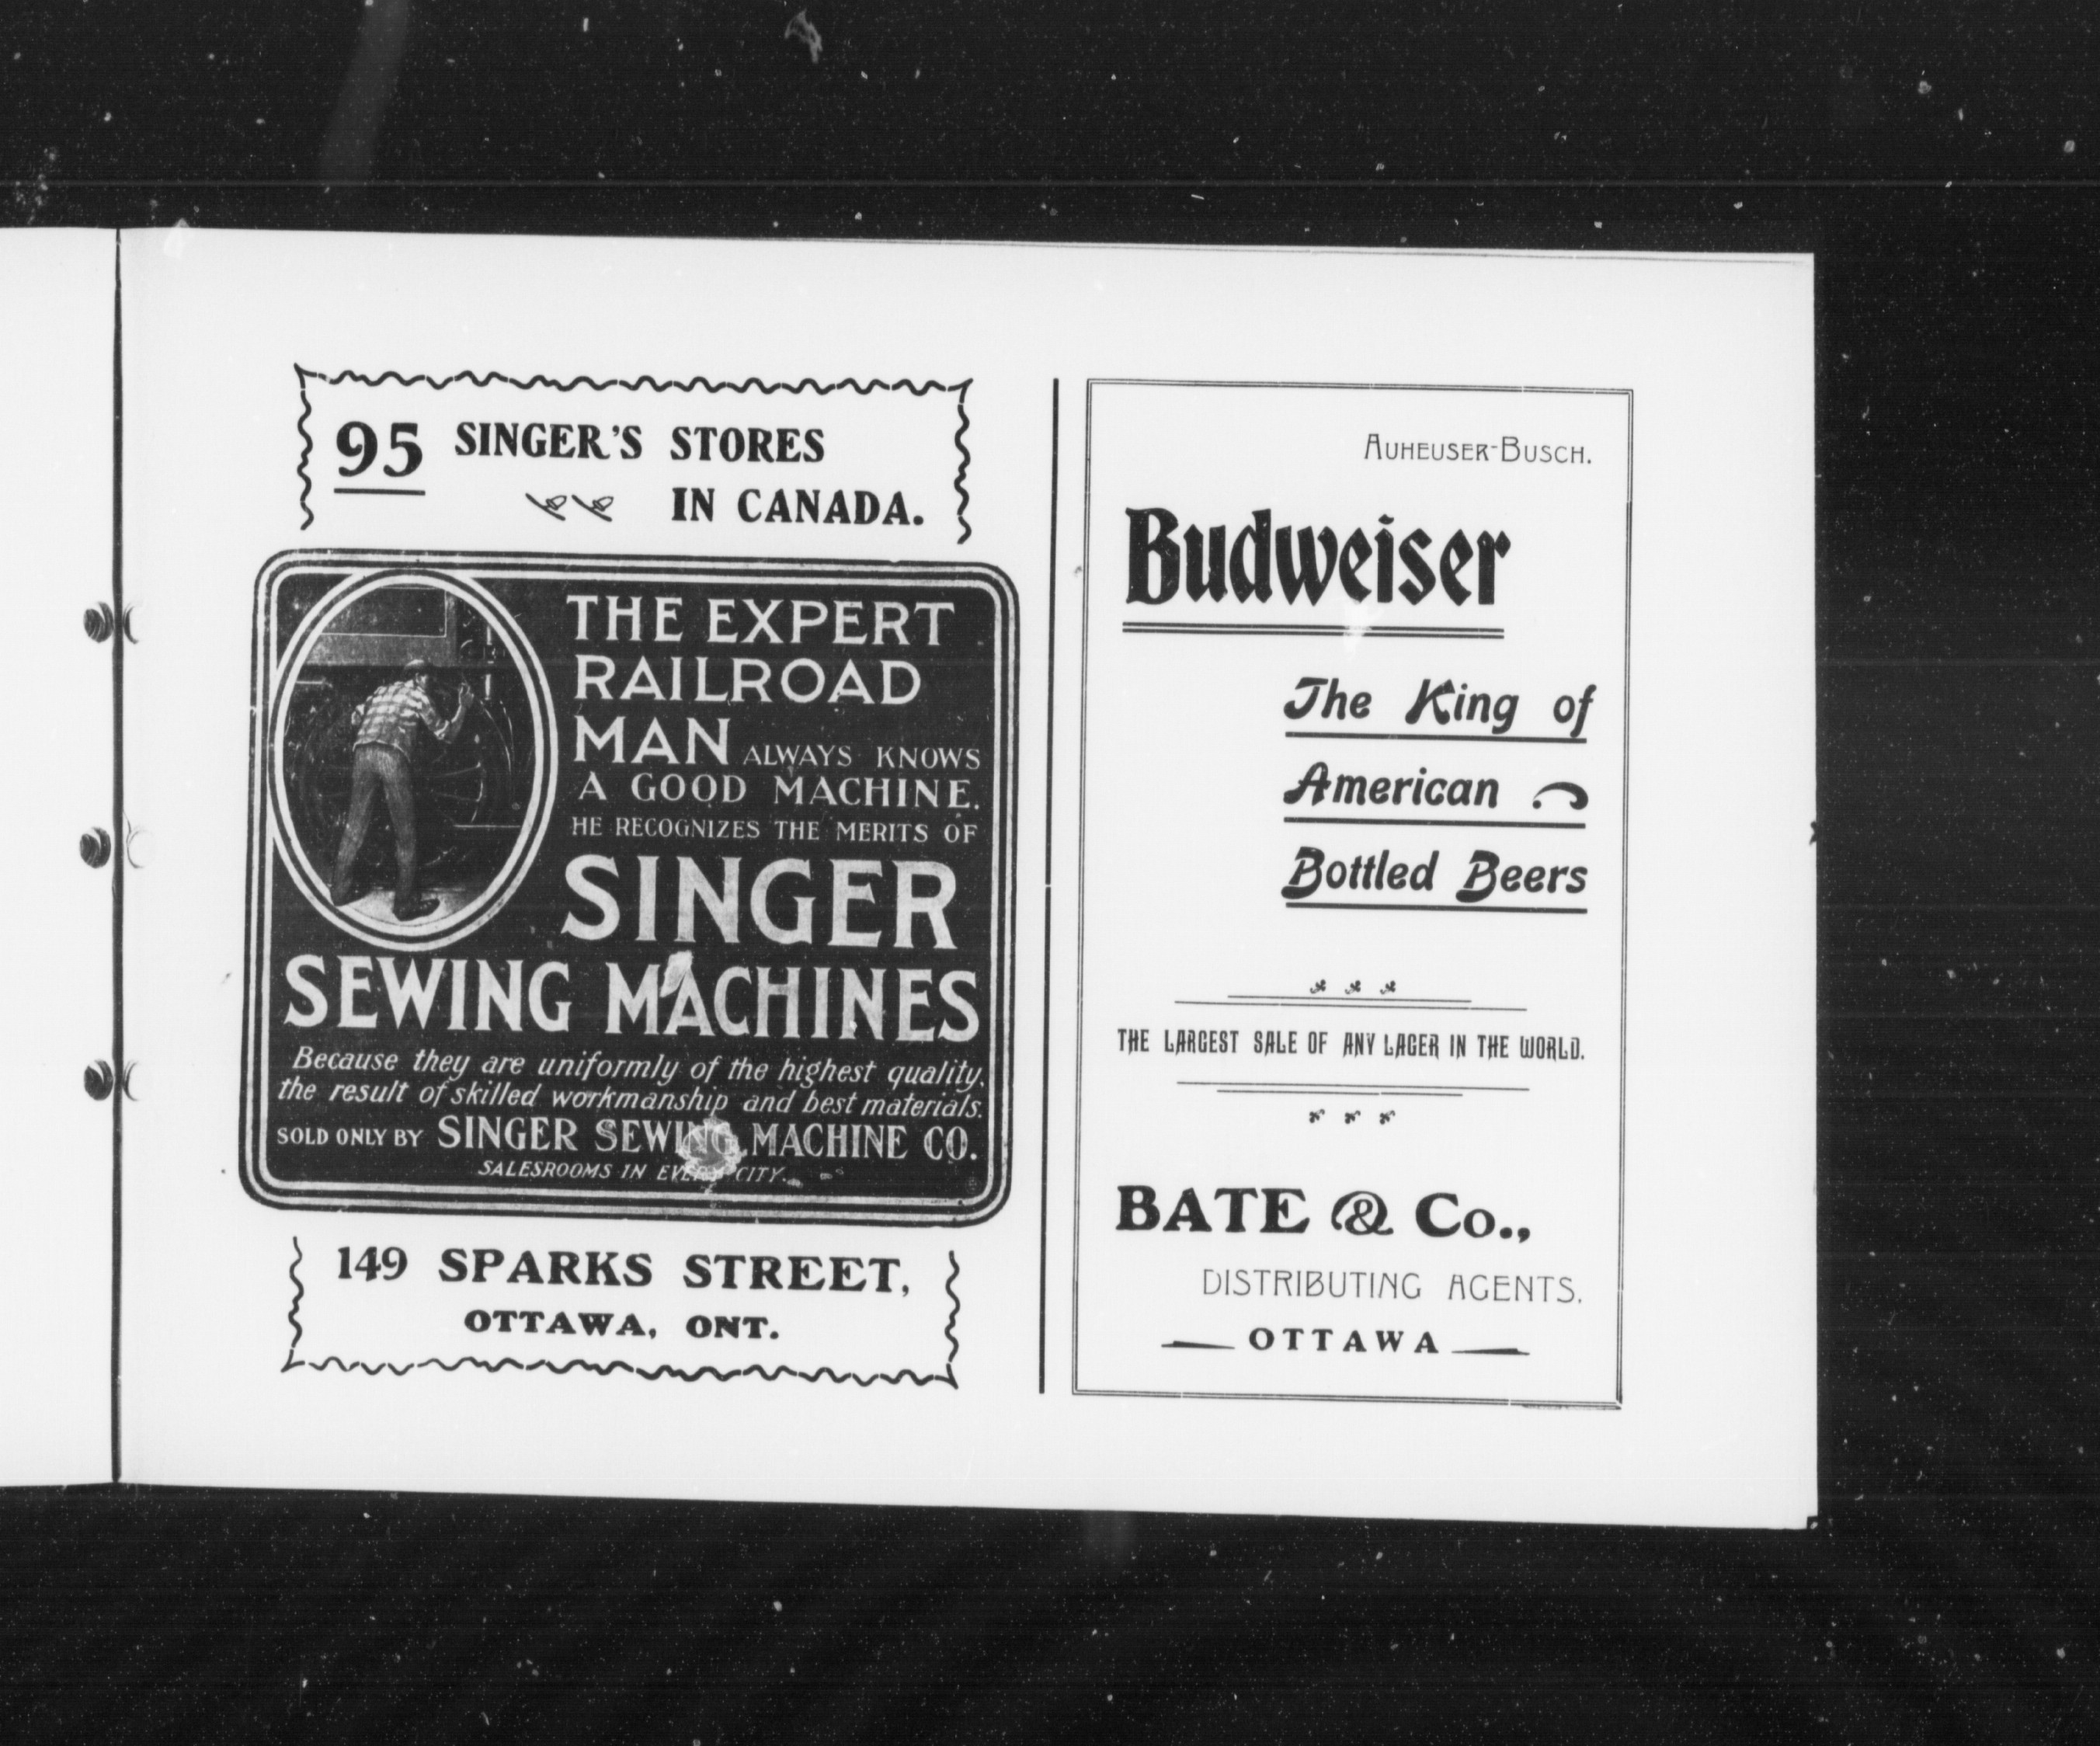 95 SINGER'S STORES
IN CANADA.
THE EXPERT
RAILROAD
MAN ALWAYS KNOWS
A GOOD MACHINE.
HE RECOGNIZES THE MERITS OF
SINGER
SEWING MACHINES
Because they are uniformly of the highest quality,
the result of skilled workmanship and best materials.
SOLD ONLY BY SINGER SEWING MACHINE CO.
SALESROOMS IN EVERY CITY.
149 SPARKS STREET,
OTTAWA, ONT.
AUHEUSER-BUSCH.
Budweiser
The King of
American
Bottled Beers
THE LARGEST SALE OF ANY LAGER IN THE WORLD.
BATE & Co.,
DISTRIBUTING AGENTS.
OTTAWA